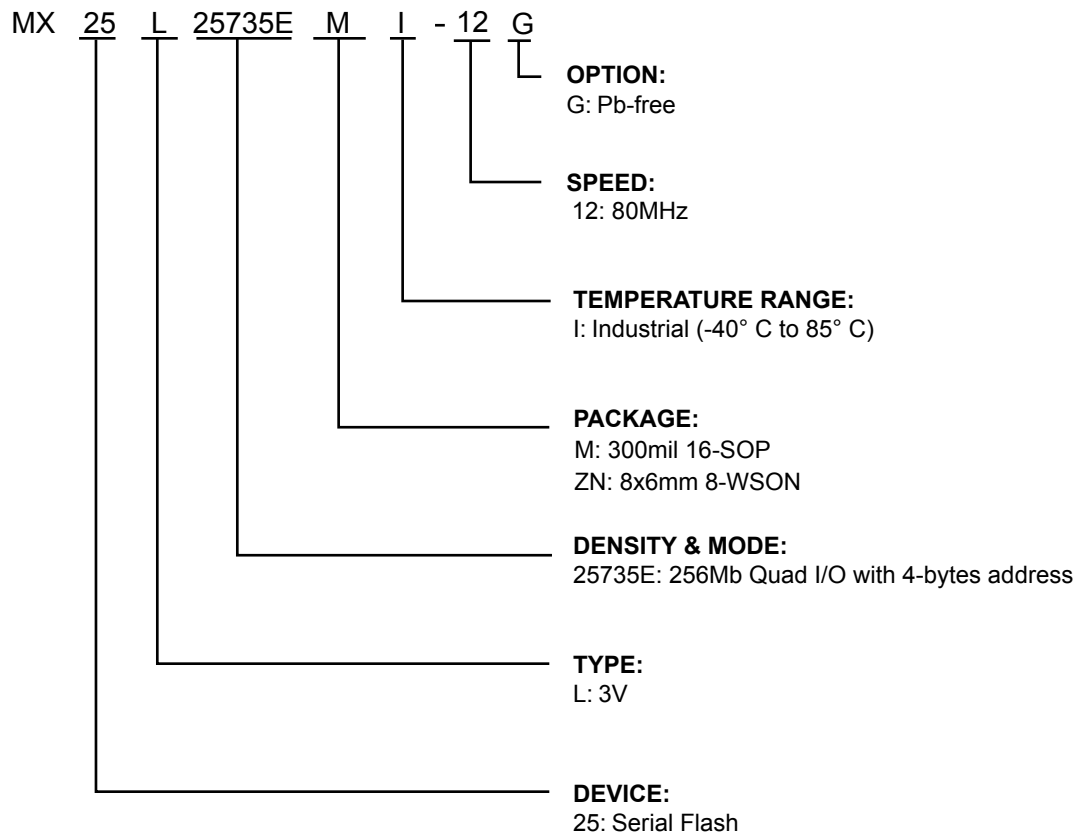 MX 25 L 25735E M I - 12 G
OPTION:
G: Pb-free
SPEED:
12: 80MHz
TEMPERATURE RANGE:
I: Industrial (-40° C to 85° C)
PACKAGE:
M: 300mil 16-SOP
ZN: 8x6mm 8-WSON
DENSITY & MODE:
25735E: 256Mb Quad I/O with 4-bytes address
TYPE:
L: 3V
DEVICE:
25: Serial Flash